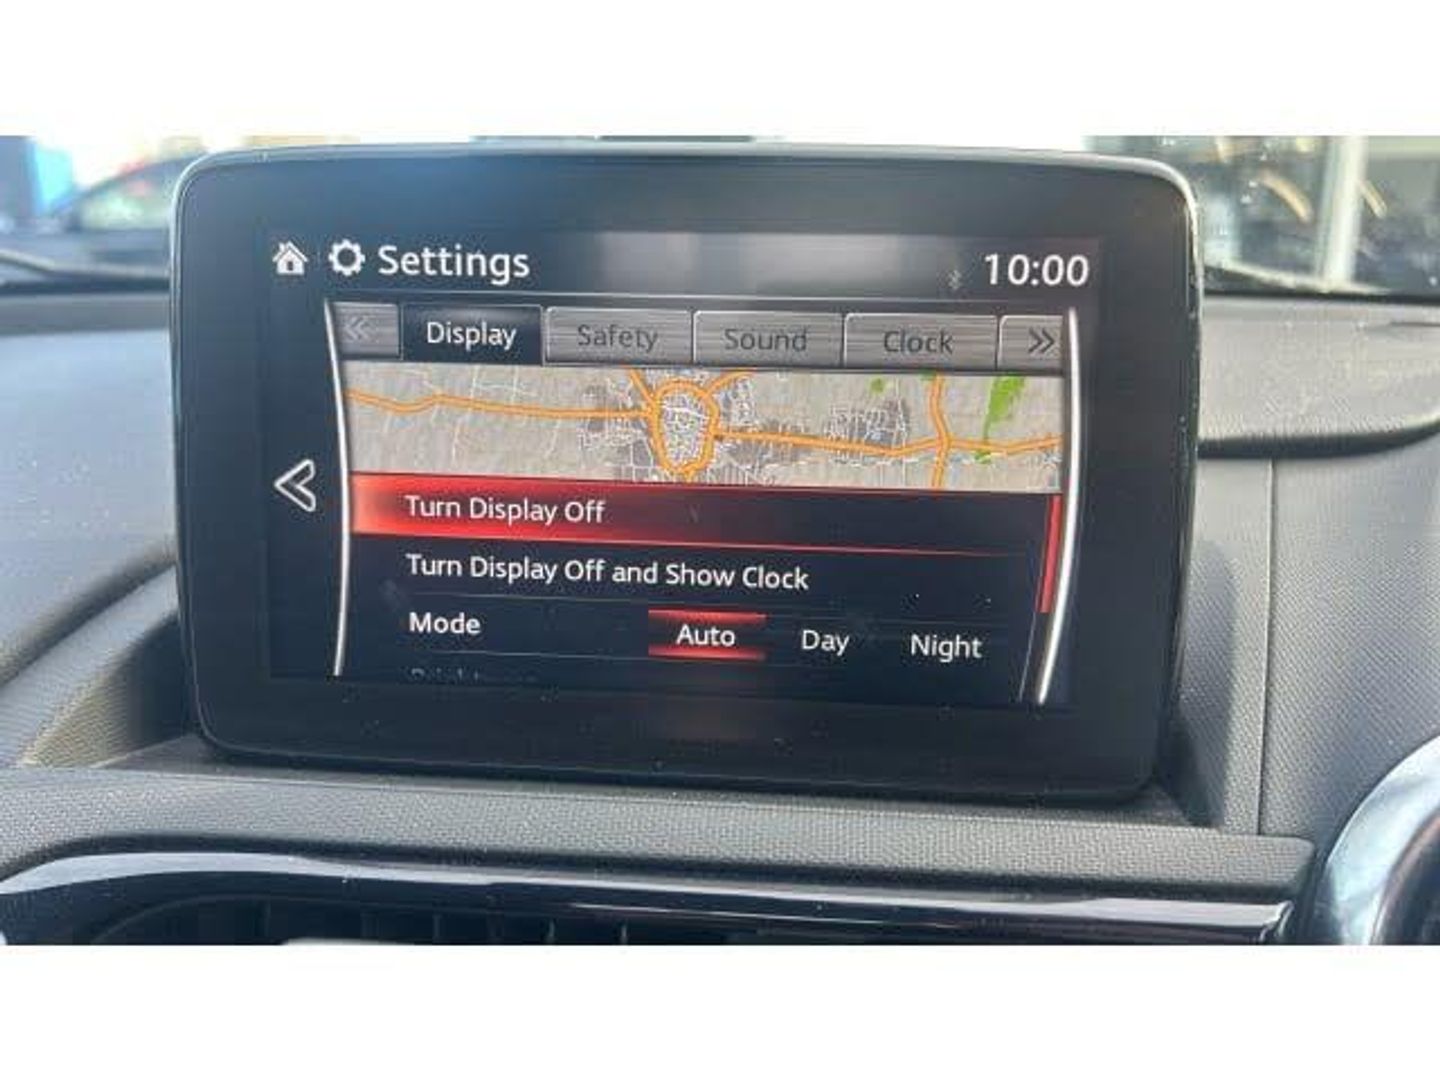 Settings 10:00
Display Safety Sound Clock
Turn Display Off
Turn Display Off and Show Clock
Mode Auto Day Night